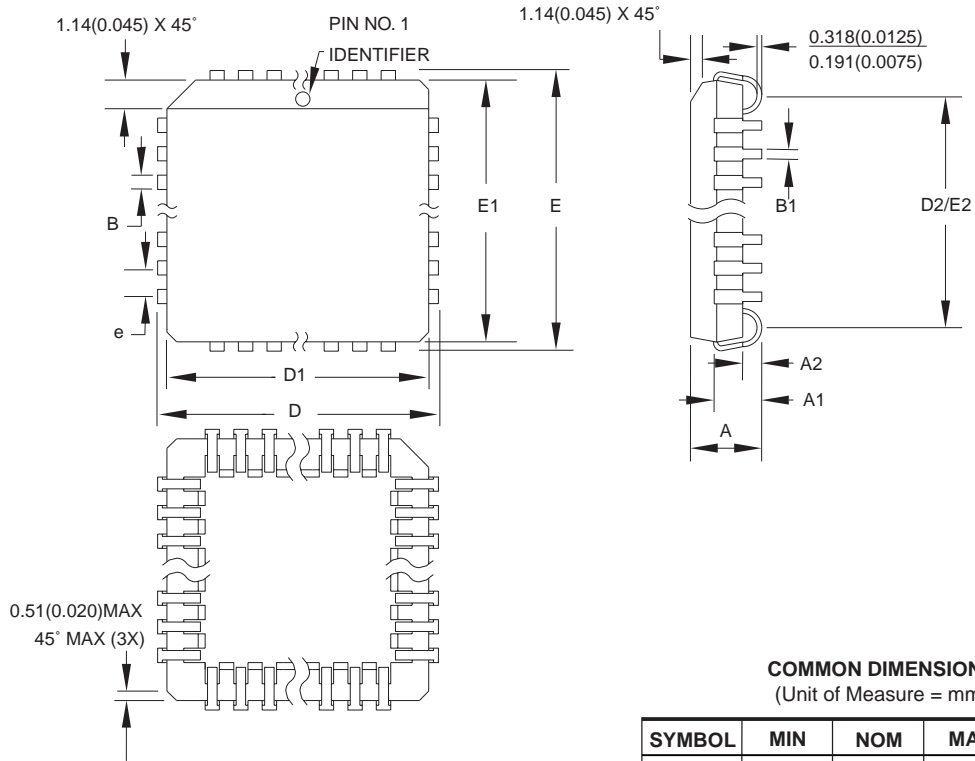 1.14(0.045) X 45˚
PIN NO. 1
IDENTIFIER
1.14(0.045) X 45˚
0.318(0.0125)
0.191(0.0075)
B
e
E1
E
B1
D2/E2
A2
A1
A
D1
D
0.51(0.020)MAX
45˚ MAX (3X)
COMMON DIMENSION
(Unit of Measure = mm
SYMBOL MIN NOM MA